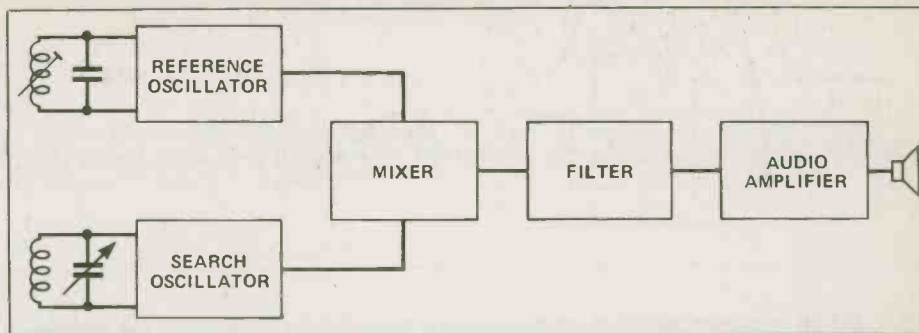 REFERENCE
OSCILLATOR
SEARCH
OSCILLATOR
MIXER
FILTER
AUDIO
AMPLIFIER